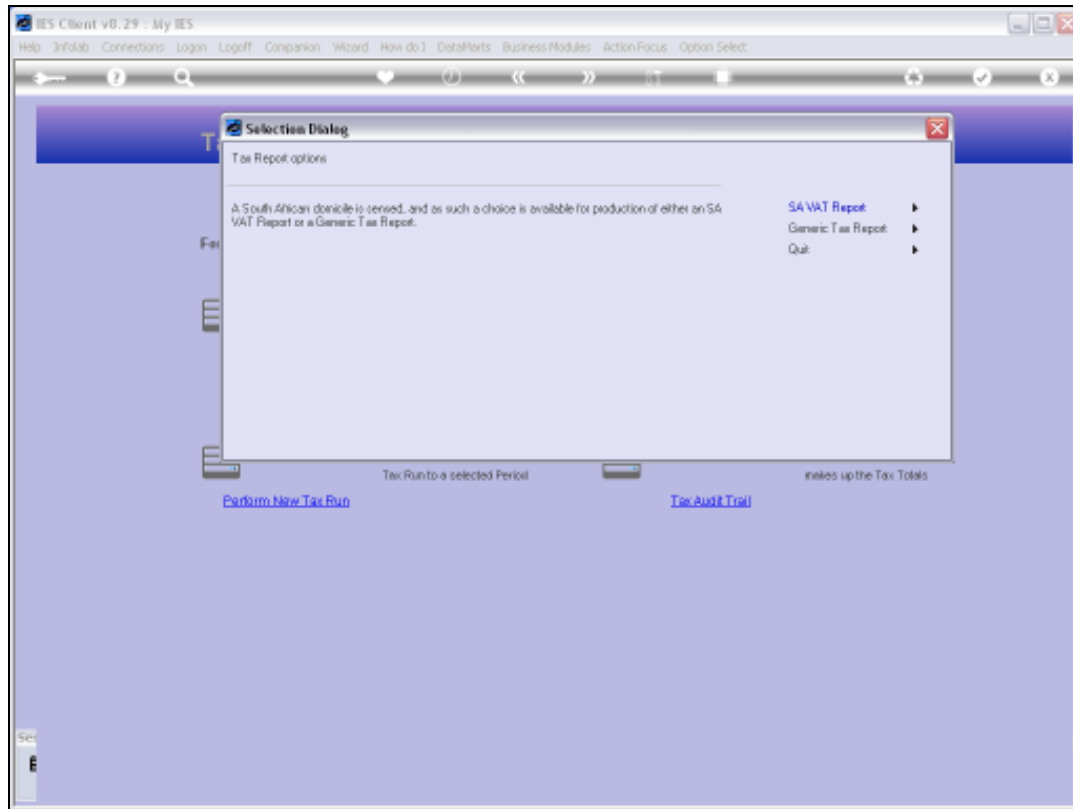 IES Client v0.29 : My IES
Help Infolab Connections Logon Logoff Companion Wizard How do I DataMarts Business Modules Action Focus Option Select
Selection Dialog
Tax Report options
A South African domicile is sensed, and as such a choice is available for production of either an SA
VAT Report or a Generic Tax Report.
SA VAT Report
Generic Tax Report
Quit
Tax Run to a selected Period
makes up the Tax Totals
Perform New Tax Run
Tax Audit Trail